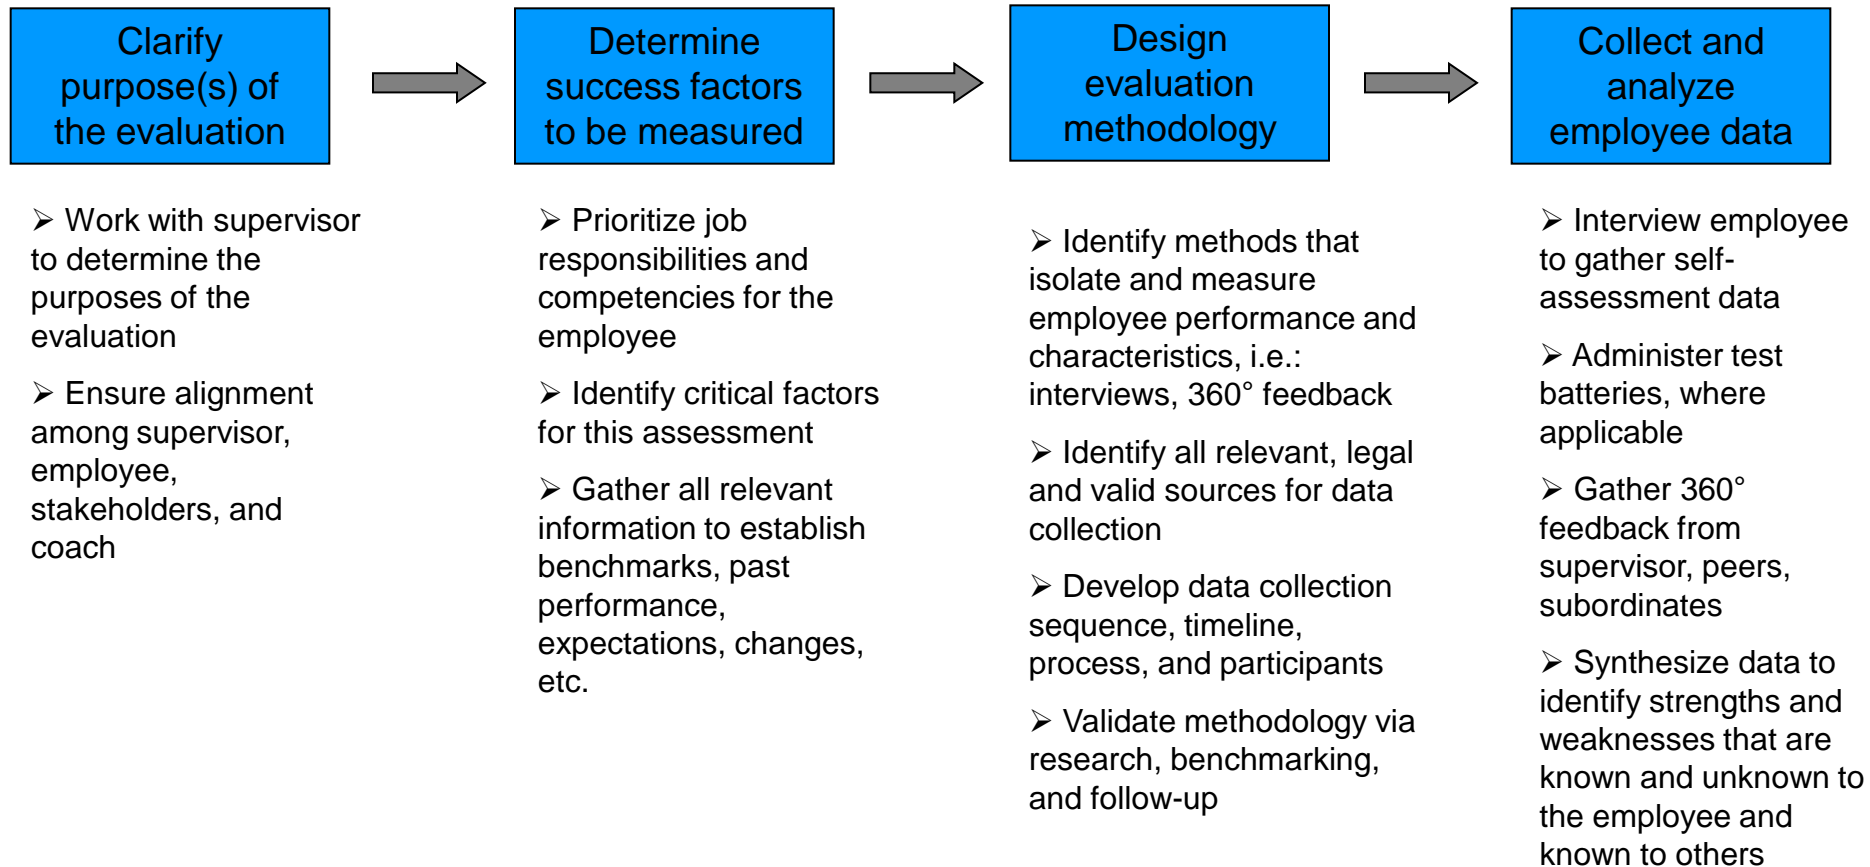 Clarify
purpose(s) of
the evaluation
Determine
success factors
to be measured
Design
evaluation
methodology
Collect and
analyze
employee data
➢ Work with supervisor
to determine the
purposes of the
evaluation
➢ Ensure alignment
among supervisor,
employee,
stakeholders, and
coach
➢ Prioritize job
responsibilities and
competencies for the
employee
➢ Identify critical factors
for this assessment
➢ Gather all relevant
information to establish
benchmarks, past
performance,
expectations, changes,
etc.
➢ Identify methods that
isolate and measure
employee performance and
characteristics, i.e.:
interviews, 360° feedback
➢ Identify all relevant, legal
and valid sources for data
collection
➢ Develop data collection
sequence, timeline,
process, and participants
➢ Validate methodology via
research, benchmarking,
and follow-up
➢ Interview employee
to gather self-
assessment data
➢ Administer test
batteries, where
applicable
➢ Gather 360°
feedback from
supervisor, peers,
subordinates
➢ Synthesize data to
identify strengths and
weaknesses that are
known and unknown to
the employee and
known to others